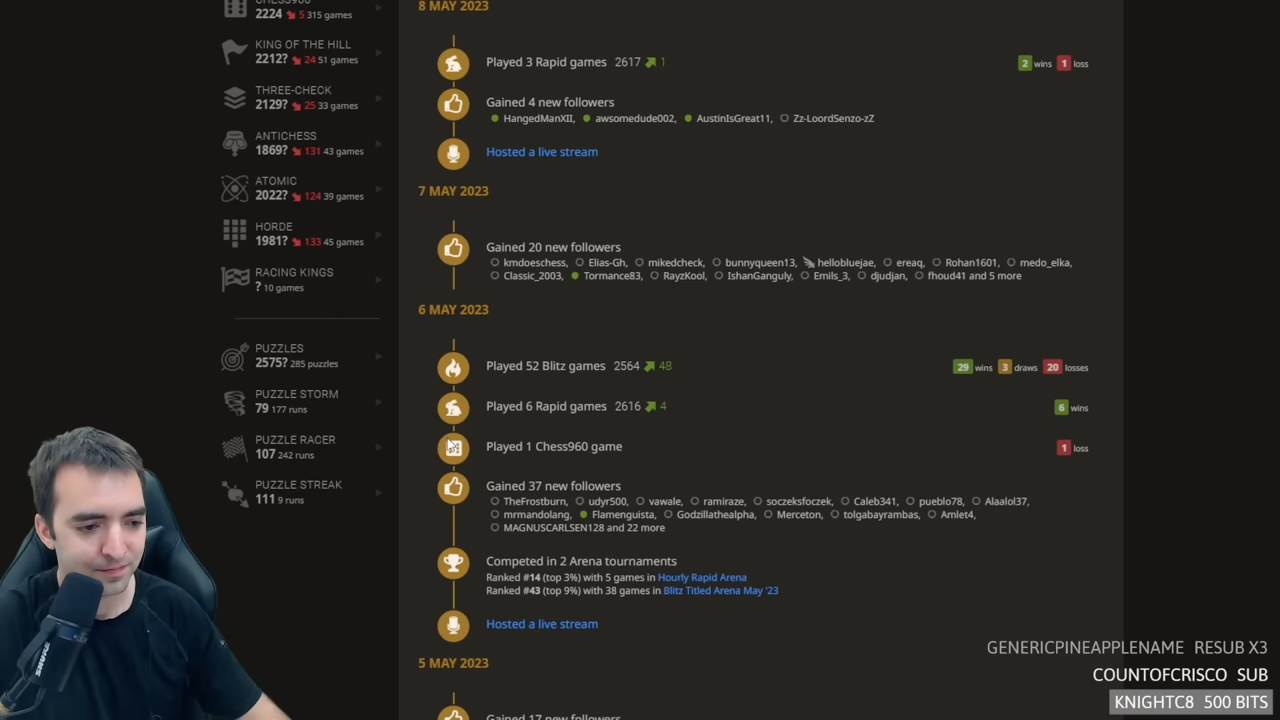 CHESS960
2224 5 315 games
KING OF THE HILL
2212? 24 51 games
THREE-CHECK
2129? 25 33 games
ANTICHESS
1869? 131 43 games
ATOMIC
2022? 124 39 games
HORDE
1981? 133 45 games
RACING KINGS
? 10 games
PUZZLES
2575? 285 puzzles
PUZZLE STORM
79 177 runs
PUZZLE RACER
107 242 runs
PUZZLE STREAK
111 9 runs
8 MAY 2023
Played 3 Rapid games 2617 1 2 wins 1 loss
Gained 4 new followers
HangedManXII, awsomedude002, AustinIsGreat11, Zz-LoordSenzo-zZ
Hosted a live stream
7 MAY 2023
Gained 20 new followers
kmdoeschess, Elias-Gh, mikedcheck, bunnyqueen13, hellobluejae, ereaq, Rohan1601, medo_elka,
Classic_2003, Tormance83, RayzKool, IshanGanguly, Emils_3, djudjan, fhoud41 and 5 more
6 MAY 2023
Played 52 Blitz games 2564 48 29 wins 3 draws 20 losses
Played 6 Rapid games 2616 4 6 wins
Played 1 Chess960 game 1 loss
Gained 37 new followers
TheFrostburn, udyr500, vawale, ramiraze, soczeksfoczek, Caleb341, pueblo78, Alaalol37,
mrmandolang, Flamenguista, Godzillathealpha, Merceton, tolgabayrambas, Amlet4,
MAGNUSCARLSEN128 and 22 more
Competed in 2 Arena tournaments
Ranked #14 (top 3%) with 5 games in Hourly Rapid Arena
Ranked #43 (top 9%) with 38 games in Blitz Titled Arena May '23
Hosted a live stream
5 MAY 2023
Gained 17 new followers
GENERICPINEAPPLENAME RESUB X3
COUNTOFCRISCO SUB
KNIGHTC8 500 BITS